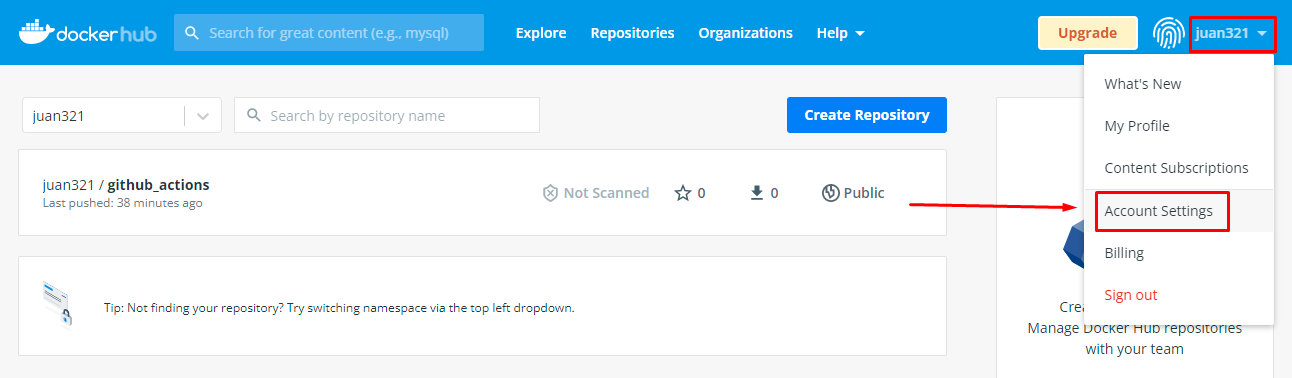 dockerhub
Search for great content (e.g., mysql)
Explore
Repositories
Organizations
Help
Upgrade
juan321
What's New
My Profile
Content Subscriptions
Account Settings
Billing
Sign out
juan321
Search by repository name
Create Repository
juan321 / github_actions
Last pushed: 38 minutes ago
Not Scanned
0
0
Public
Tip: Not finding your repository? Try switching namespace via the top left dropdown.
Crea
Manage Docker Hub repositories
with your team